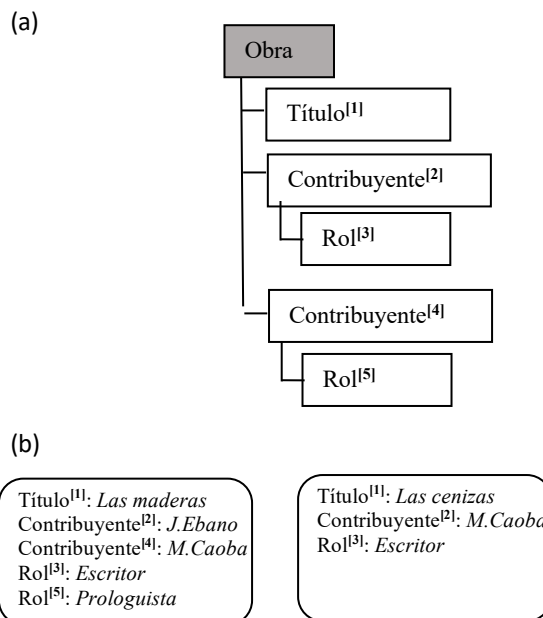 (a)
Obra
Título[1]
Contribuyente[2]
Rol[3]
Contribuyente[4]
Rol[5]
(b)
Título[1]: Las maderas
Contribuyente[2]: J.Ebano
Contribuyente[4]: M.Caoba
Rol[3]: Escritor
Rol[5]: Prologuista
Título[1]: Las cenizas
Contribuyente[2]: M.Caoba
Rol[3]: Escritor